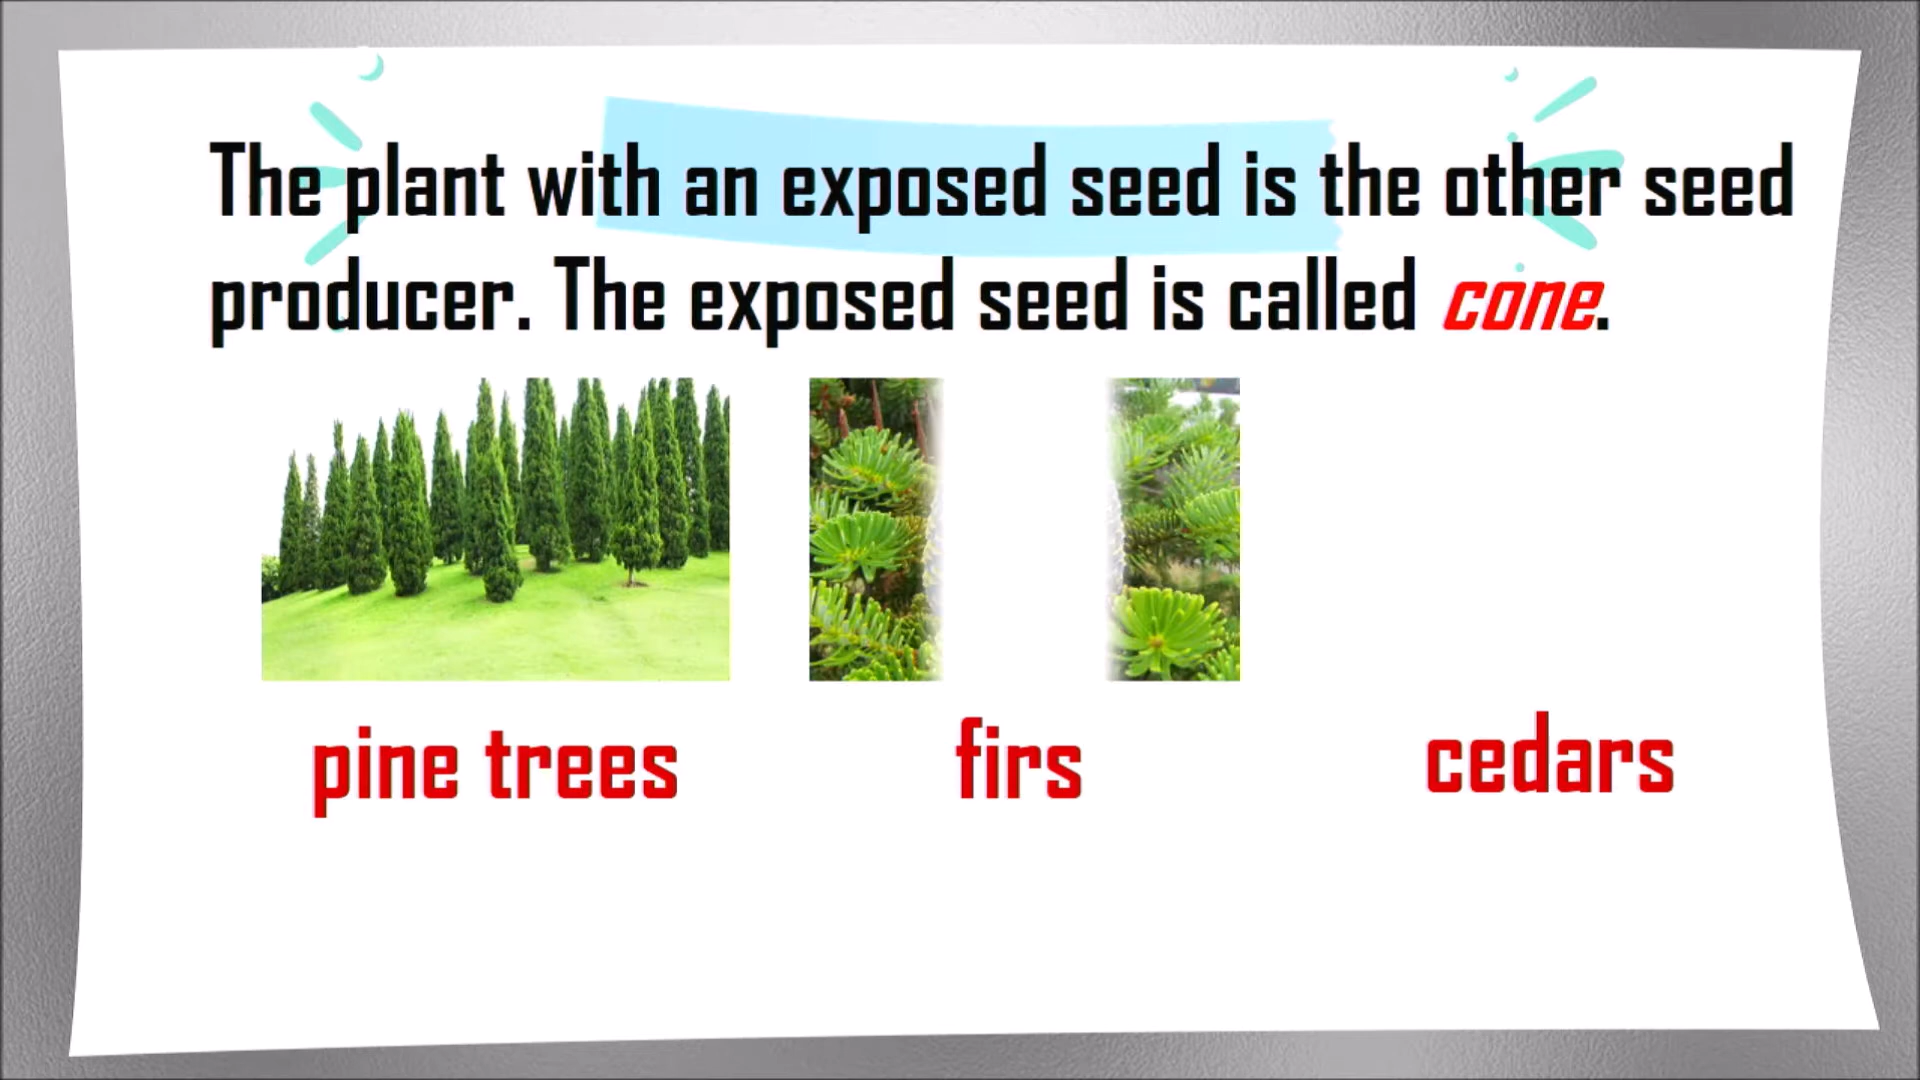 The plant with an exposed seed is the other seed
producer. The exposed seed is called cone.
pine trees
firs
cedars